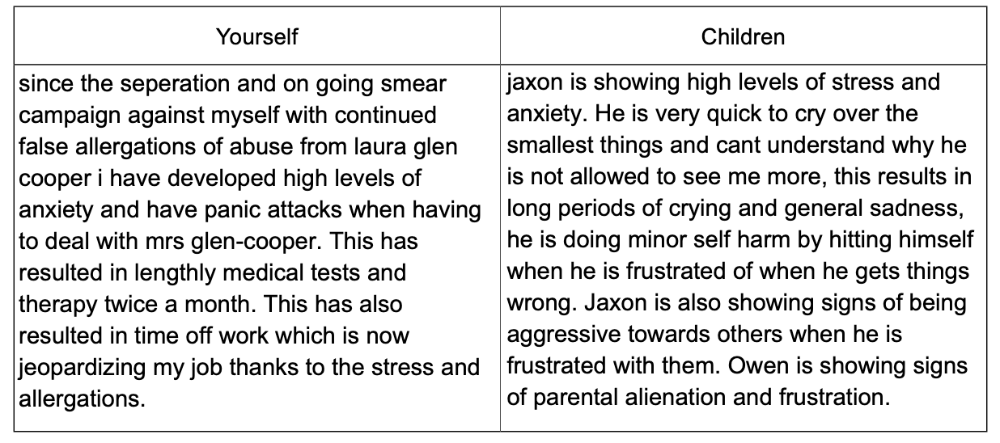 Yourself
Children
since the seperation and on going smear
campaign against myself with continued
false allergations of abuse from laura glen
cooper i have developed high levels of
anxiety and have panic attacks when having
to deal with mrs glen-cooper. This has
resulted in lengthly medical tests and
therapy twice a month. This has also
resulted in time off work which is now
jeopardizing my job thanks to the stress and
allergations.
jaxon is showing high levels of stress and
anxiety. He is very quick to cry over the
smallest things and cant understand why he
is not allowed to see me more, this results in
long periods of crying and general sadness,
he is doing minor self harm by hitting himself
when he is frustrated of when he gets things
wrong. Jaxon is also showing signs of being
aggressive towards others when he is
frustrated with them. Owen is showing signs
of parental alienation and frustration.